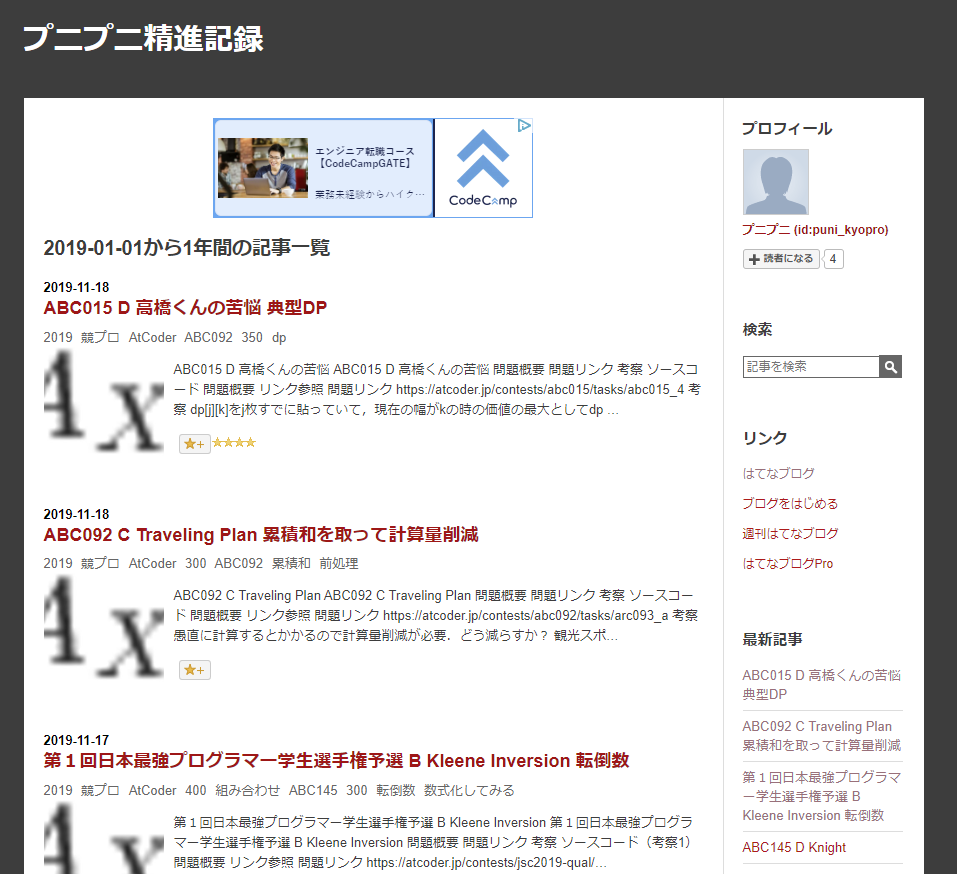 プニプニ精進記録
エンジニア転職コース
【CodeCampGATE】
業務未経験からハイク…
CodeCamp
2019-01-01から1年間の記事一覧
2019-11-18
ABC015 D 高橋くんの苦悩 典型DP
2019 競プロ AtCoder ABC092 350 dp
Ax
ABC015 D 高橋くんの苦悩 ABC015 D 高橋くんの苦悩 問題概要 問題リンク 考察 ソースコ
ード 問題概要 リンク参照 問題リンク https://atcoder.jp/contests/abc015/tasks/abc015_4 考
察 dp[j][k]をj枚すでに貼っていて，現在の幅がkの時の価値の最大としてdp …
2019-11-18
ABC092 C Traveling Plan 累積和を取って計算量削減
2019 競プロ AtCoder 300 ABC092 累積和 前処理
Ax
ABC092 C Traveling Plan ABC092 C Traveling Plan 問題概要 問題リンク 考察 ソースコー
ド 問題概要 リンク参照 問題リンク https://atcoder.jp/contests/abc092/tasks/arc093_a 考察
愚直に計算するとかかるので計算量削減が必要．どう減らすか？ 観光スポ…
2019-11-17
第１回日本最強プログラマー学生選手権予選 B Kleene Inversion 転倒数
2019 競プロ AtCoder 400 組み合わせ ABC145 300 転倒数 数式化してみる
Ax
第１回日本最強プログラマー学生選手権予選 B Kleene Inversion 第１回日本最強プログラ
マー学生選手権予選 B Kleene Inversion 問題概要 問題リンク 考察 ソースコード（考察1）
問題概要 リンク参照 問題リンク https://atcoder.jp/contests/jsc2019-qual/…
プロフィール
プニプニ (id:puni_kyopro)
読者になる 4
検索
記事を検索
リンク
はてなブログ
ブログをはじめる
週刊はてなブログ
はてなブログPro
最新記事
ABC015 D 高橋くんの苦悩
典型DP
ABC092 C Traveling Plan
累積和を取って計算量削減
第１回日本最強プログラマ
ー学生選手権予選 B
Kleene Inversion 転倒数
ABC145 D Knight